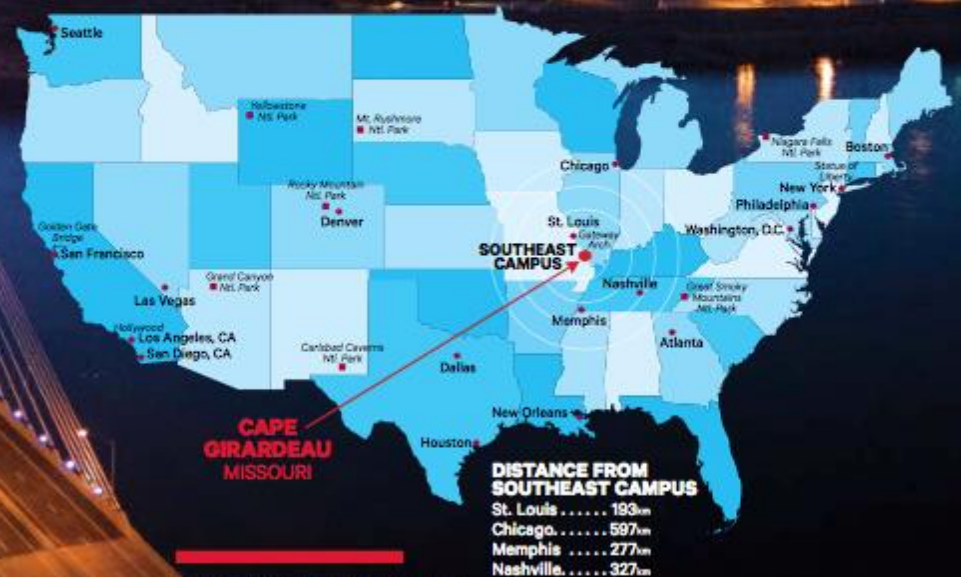 Seattle
Yellowstone
Ntl. Park
Mt. Rushmore
Ntl. Park
Niagara Falls
Ntl. Park
Boston
Chicago
Statue of
Liberty
New York
Rocky Mountain
Ntl. Park
Denver
Philadelphia
St. Louis
Gateway
Arch
Washington, D.C.
Golden Gate
Bridge
San Francisco
SOUTHEAST
CAMPUS
Grand Canyon
Ntl. Park
Las Vegas
Nashville
Great Smoky
Mountains
Ntl. Park
Memphis
Hollywood
Los Angeles, CA
San Diego, CA
Carlsbad Caverns
Ntl. Park
Atlanta
Dallas
New Orleans
Houston
CAPE
GIRARDEAU
MISSOURI
DISTANCE FROM
SOUTHEAST CAMPUS
St. Louis ...... 193km
Chicago....... 597km
Memphis ..... 277km
Nashville...... 327km